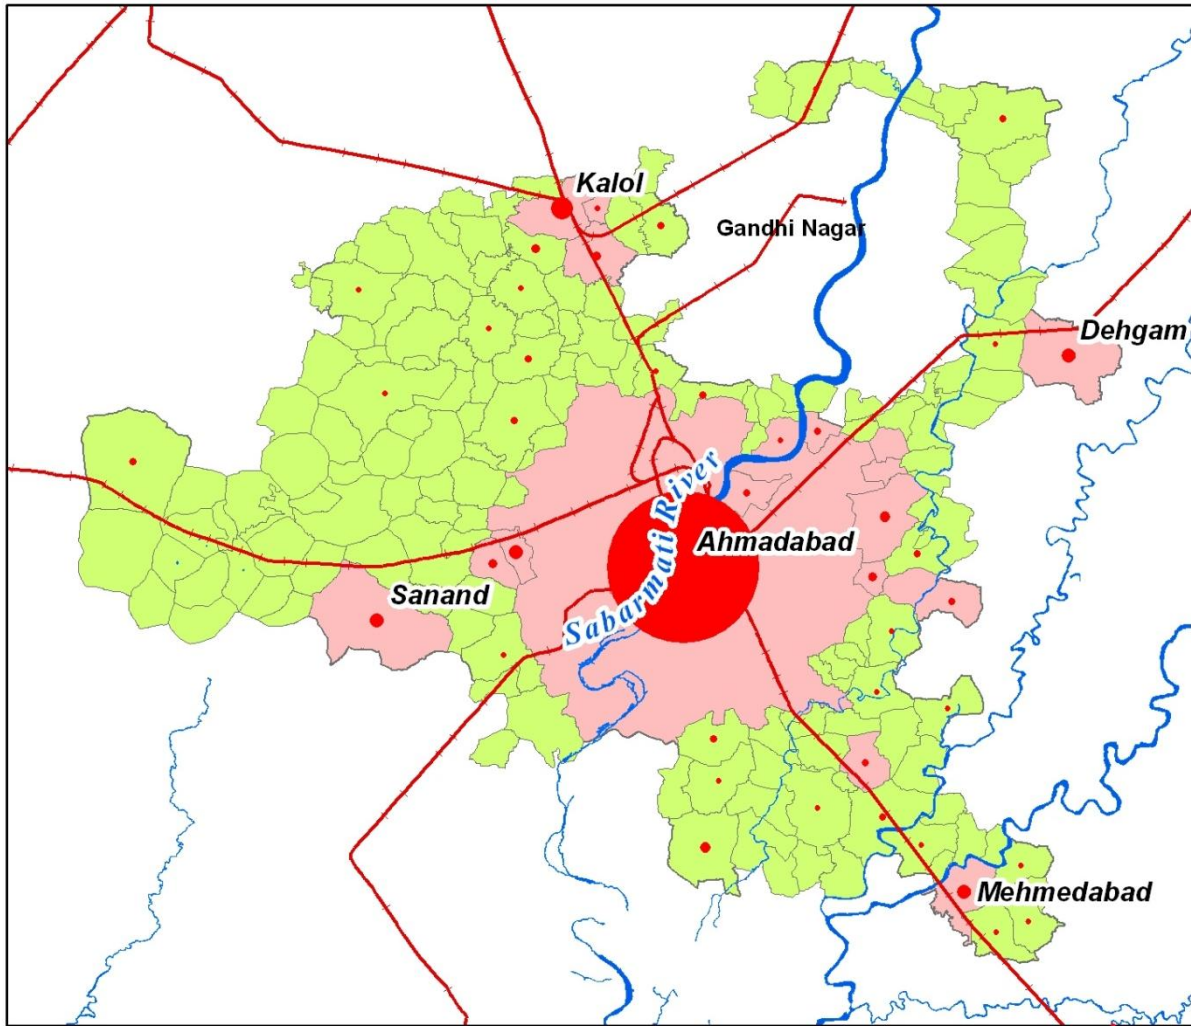 Kalol
Gandhi Nagar
Dehgam
Ahmadabad
Sabarmati River
Sanand
Mehmedabad